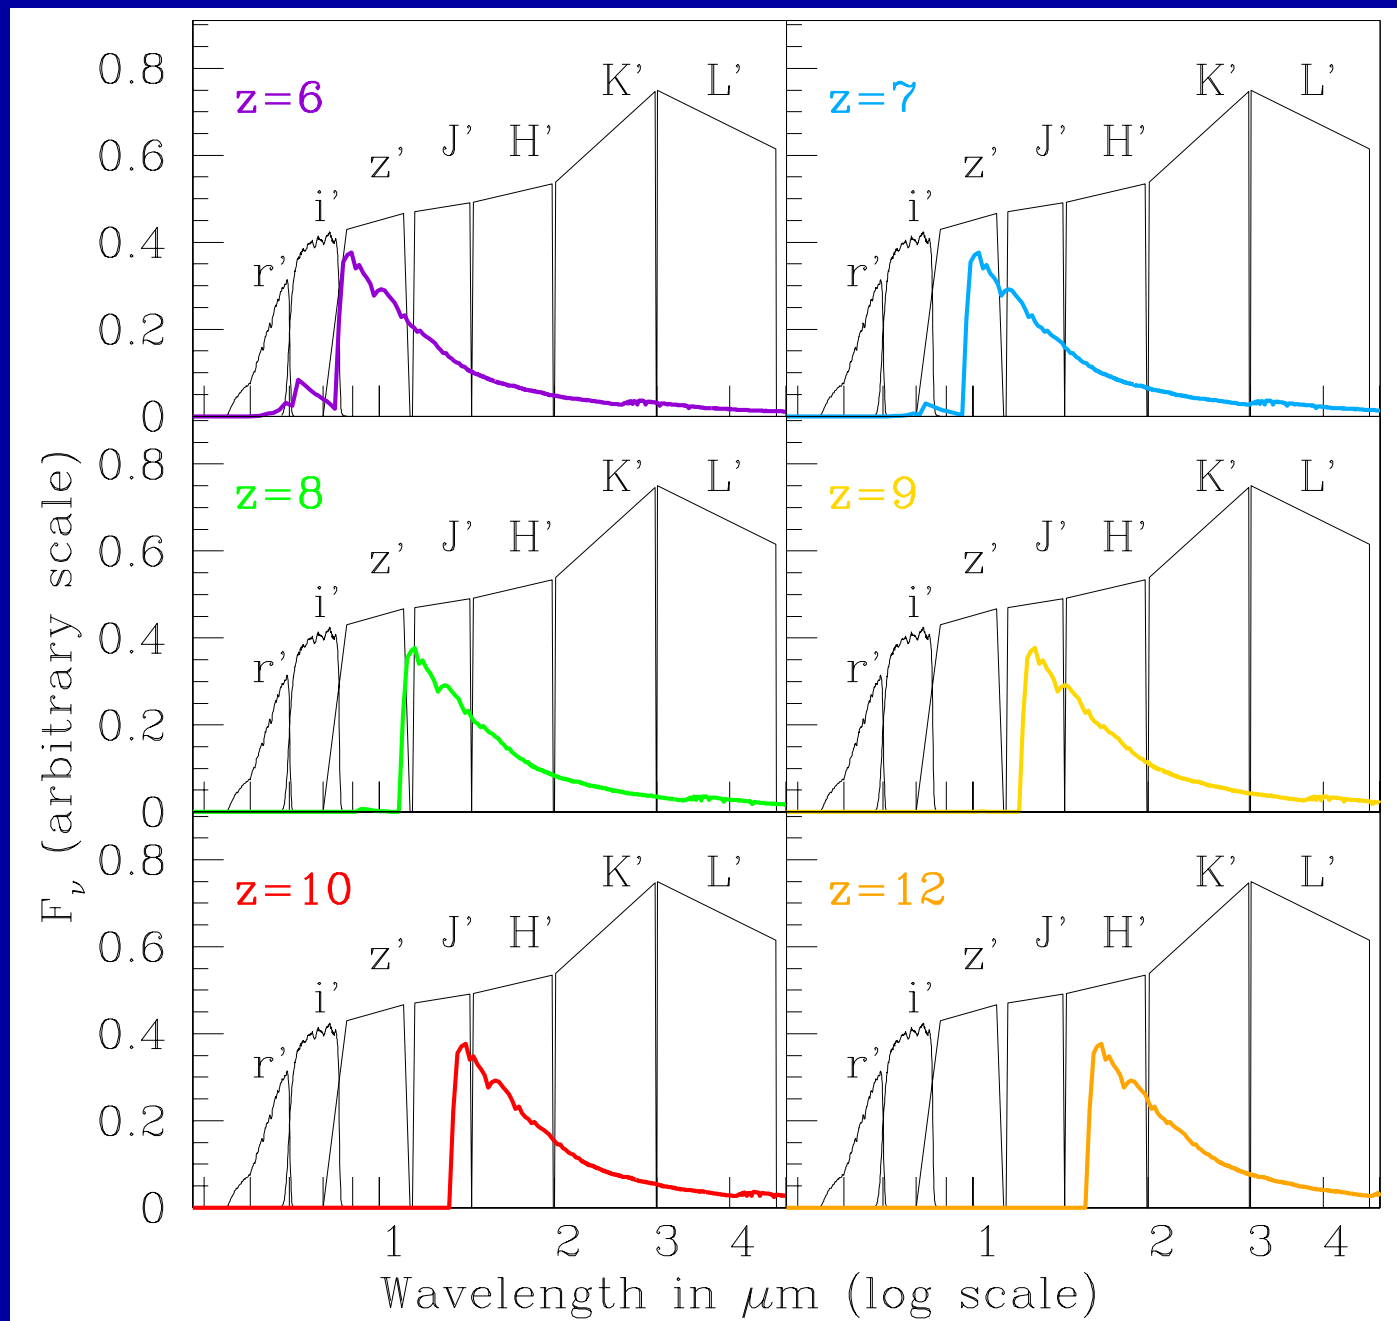 F_ν (arbitrary scale)
0.8
0.6
0.4
0.2
0
z=6
r'
i'
z'
J'
H'
K'
L'
z=7
r'
i'
z'
J'
H'
K'
L'
0.8
0.6
0.4
0.2
0
z=8
r'
i'
z'
J'
H'
K'
L'
z=9
r'
i'
z'
J'
H'
K'
L'
0.8
0.6
0.4
0.2
0
z=10
r'
i'
z'
J'
H'
K'
L'
z=12
r'
i'
z'
J'
H'
K'
L'
1 2 3 4 1 2 3 4
Wavelength in μm (log scale)